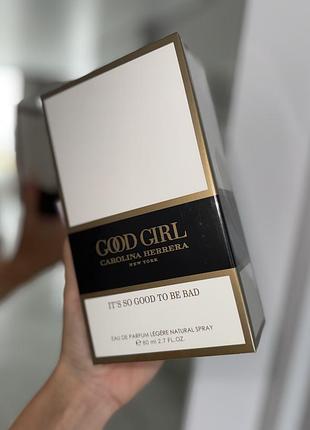 GOOD GIRL
CAROLINA HERRERA
NEW YORK
IT'S SO GOOD TO BE BAD
EAU DE PARFUM LÉGÈRE NATURAL SPRAY
℮ 80 ml 2.7 FL.OZ.